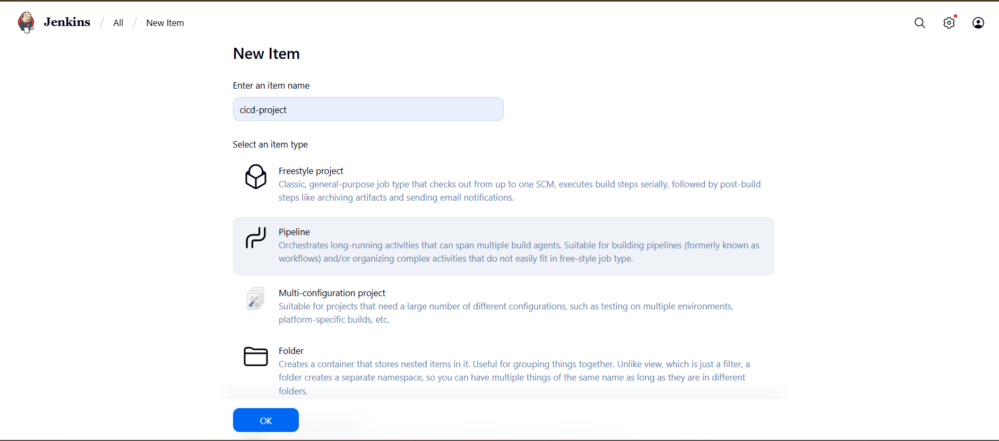 Jenkins / All / New Item
New Item
Enter an item name
cicd-project
Select an item type
Freestyle project
Classic, general-purpose job type that checks out from up to one SCM, executes build steps serially, followed by post-build
steps like archiving artifacts and sending email notifications.
Pipeline
Orchestrates long-running activities that can span multiple build agents. Suitable for building pipelines (formerly known as
workflows) and/or organizing complex activities that do not easily fit in free-style job type.
Multi-configuration project
Suitable for projects that need a large number of different configurations, such as testing on multiple environments,
platform-specific builds, etc.
Folder
Creates a container that stores nested items in it. Useful for grouping things together. Unlike view, which is just a filter, a
folder creates a separate namespace, so you can have multiple things of the same name as long as they are in different
folders.
OK